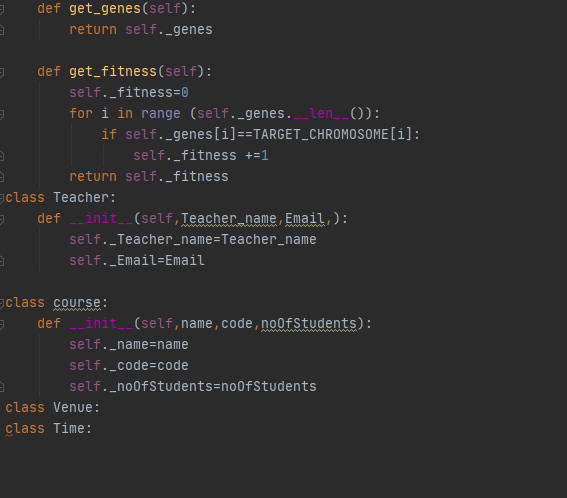 def get_genes(self):
return self._genes
def get_fitness(self):
self._fitness=0
for i in range (self._genes.__len__()):
if self._genes[i]==TARGET_CHROMOSOME[i]:
self._fitness +=1
return self._fitness
class Teacher:
def __init__(self,Teacher_name,Email,):
self._Teacher_name=Teacher_name
self._Email=Email
class course:
def __init__(self,name,code,noOfStudents):
self._name=name
self._code=code
self._noOfStudents=noOfStudents
class Venue:
class Time: